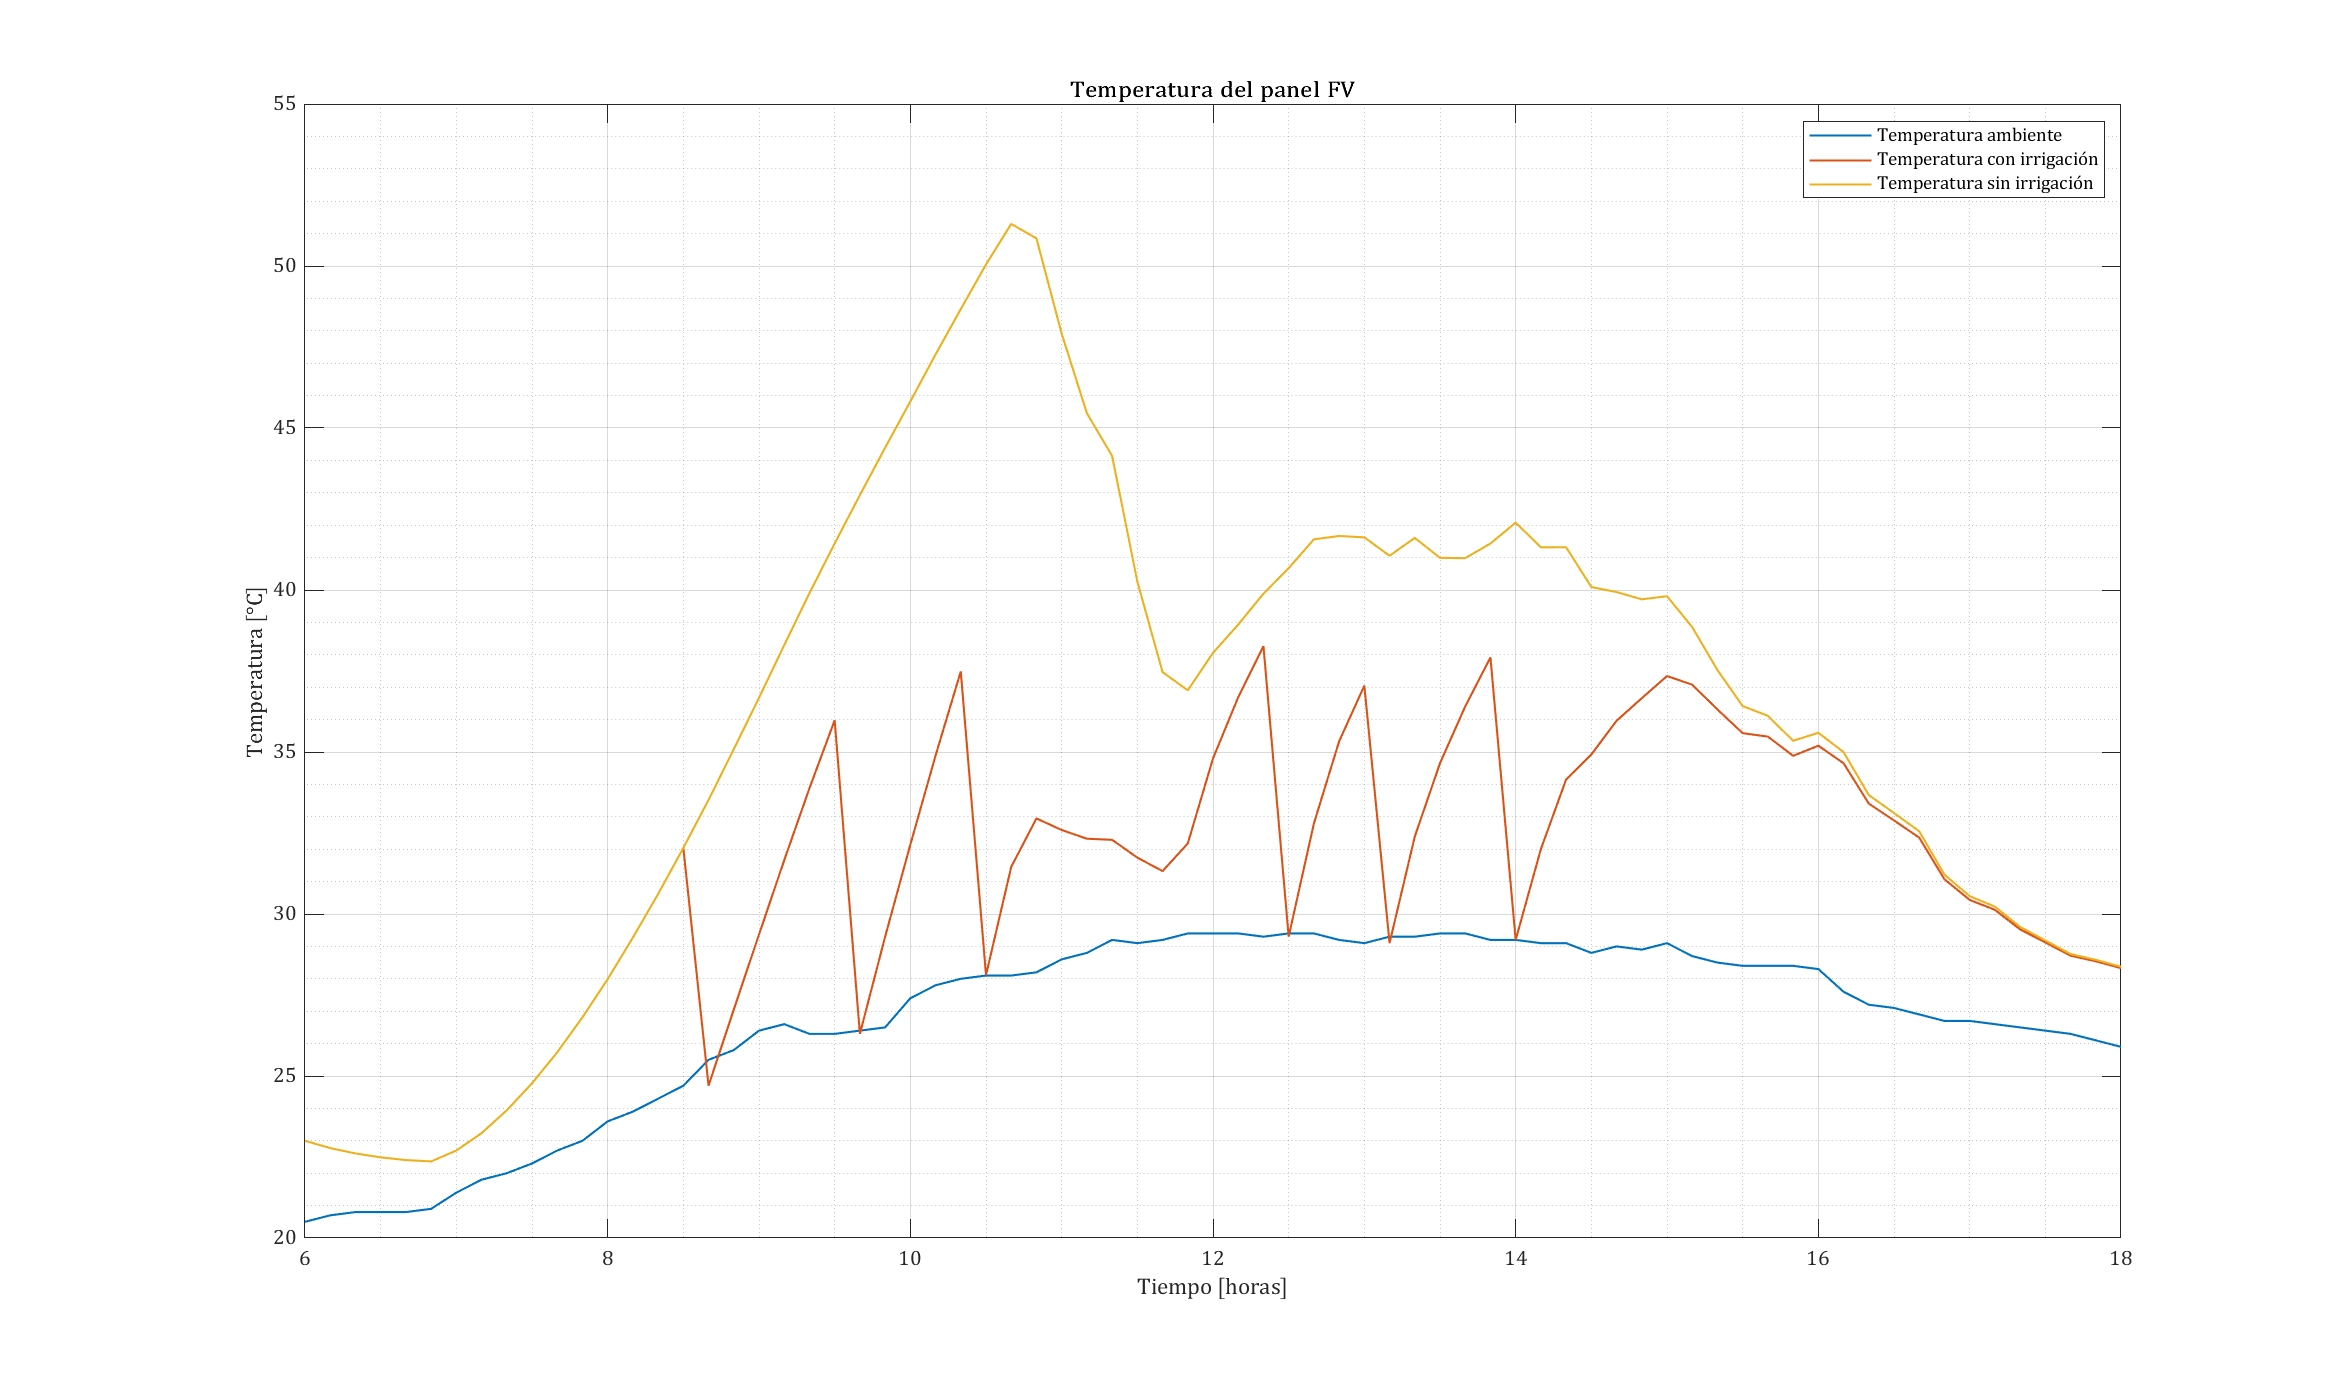 Temperatura del panel FV
55
50
45
40
35
30
25
20
Temperatura [°C]
Temperatura ambiente
Temperatura con irrigación
Temperatura sin irrigación
6 8 10 12 14 16 18
Tiempo [horas]